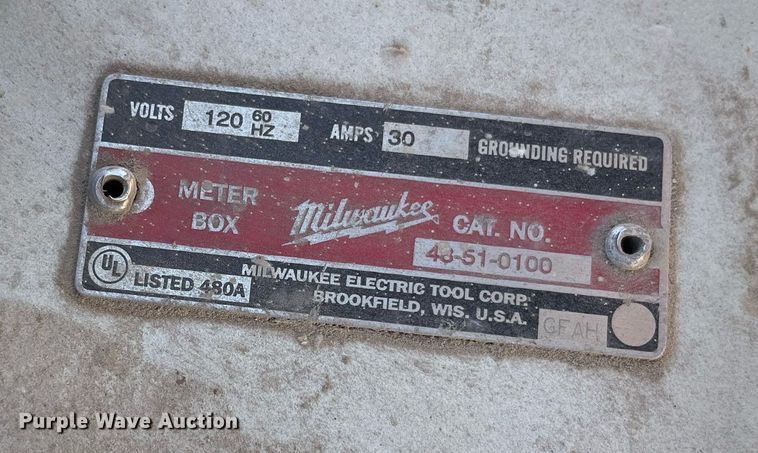 VOLTS 120 60 HZ AMPS 30 GROUNDING REQUIRED
METER BOX Milwaukee CAT. NO.
48-51-0100
UL LISTED 480A
MILWAUKEE ELECTRIC TOOL CORP.
BROOKFIELD, WIS. U.S.A. GFAH
Purple Wave Auction